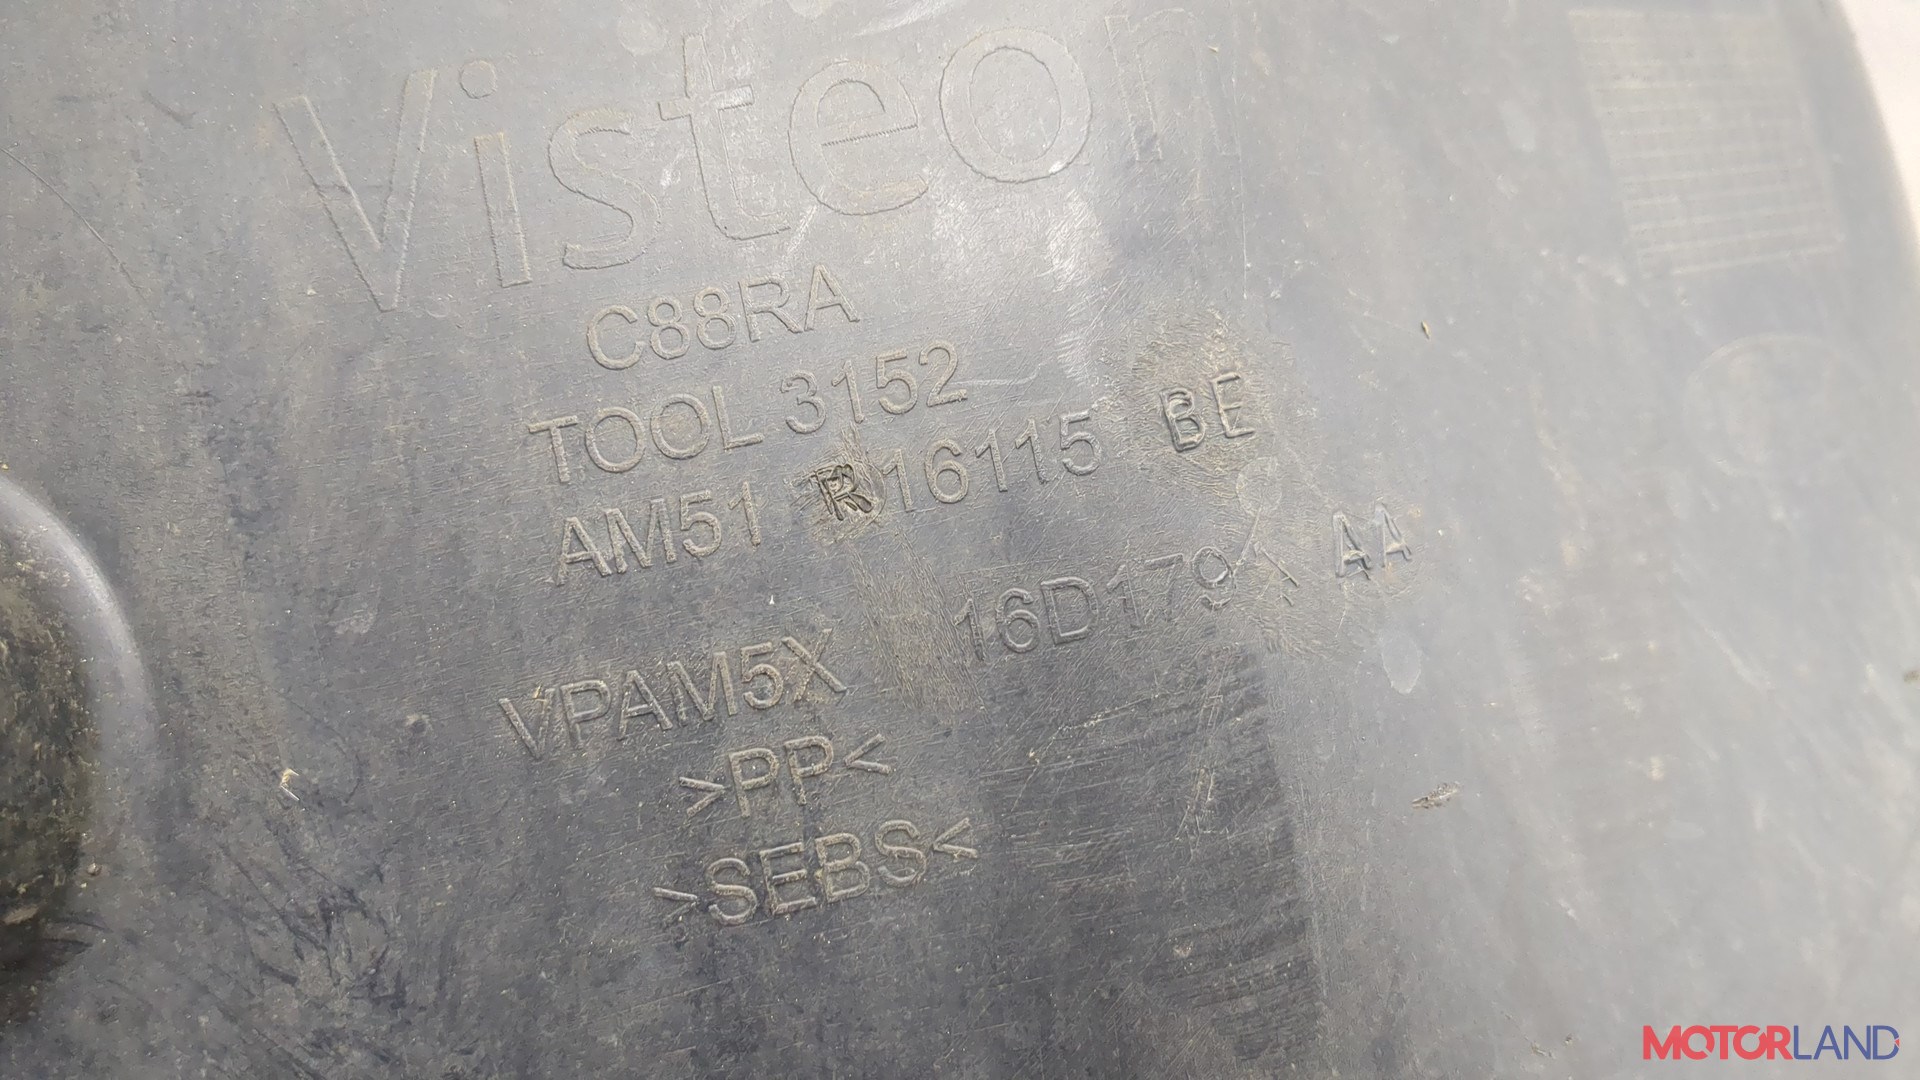 Visteon
C88RA
TOOL 3152
AM51 R16115 BE
VPAM5X 16D179 AA
>PP<
>SEBS<
MOTORLAND